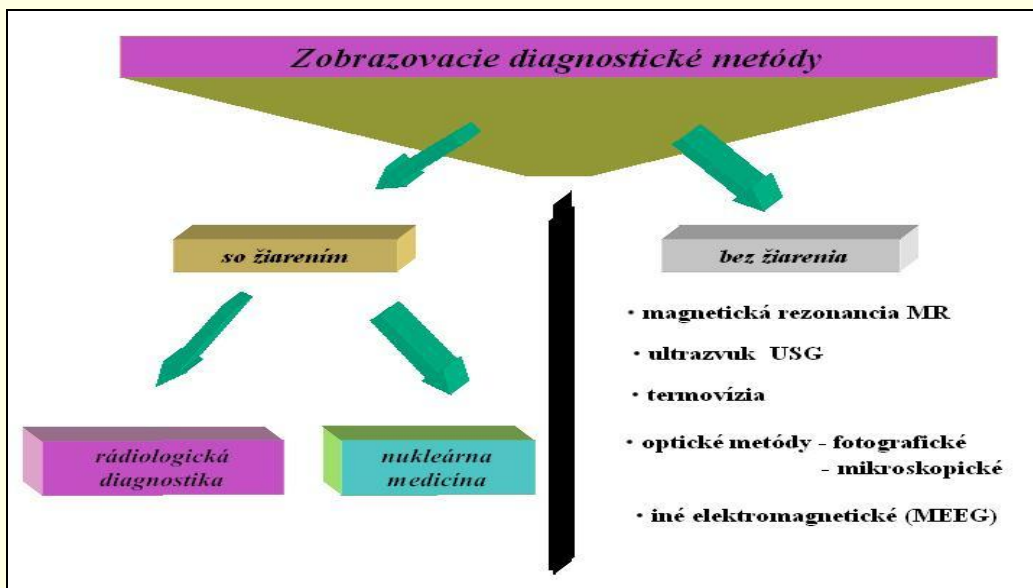 Zobrazovacie diagnostické metódy
so žiarením
bez žiarenia
rádiologická
diagnostika
nukleárna
medicína
· magnetická rezonancia MR
· ultrazvuk USG
· termovízia
· optické metódy - fotografické
- mikroskopické
· iné elektromagnetické (MEEG)